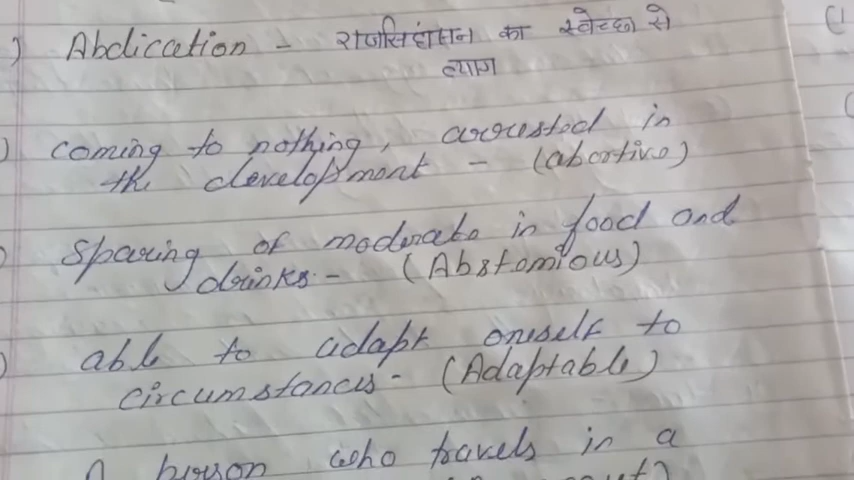 ) Abdication - राजसिहांसन का स्वेच्छा से
त्याग
) coming to nothing, arrested in
the development - (abortive)
) Sparing of moderate in food and
drinks - (Abstomious)
) able to adapt oneself to
circumstances - (Adaptable)
A person who travels in a